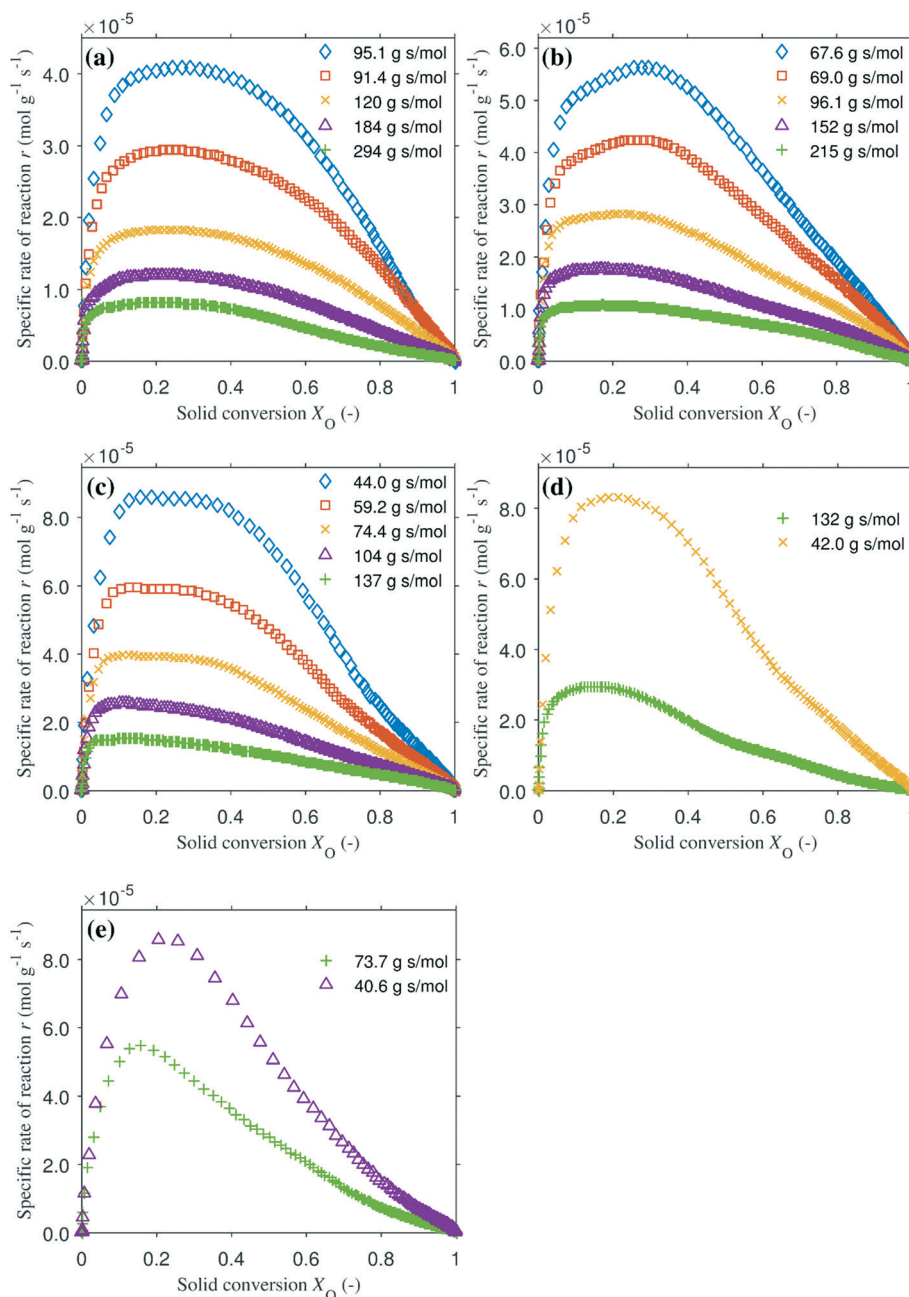 ×10⁻⁵
(a)
95.1 g s/mol
91.4 g s/mol
120 g s/mol
184 g s/mol
294 g s/mol
4.0
3.0
2.0
1.0
0.0
0 0.2 0.4 0.6 0.8 1
Specific rate of reaction r (mol g⁻¹ s⁻¹)
Solid conversion X_O (-)
×10⁻⁵
(b)
67.6 g s/mol
69.0 g s/mol
96.1 g s/mol
152 g s/mol
215 g s/mol
6.0
5.0
4.0
3.0
2.0
1.0
0.0
0 0.2 0.4 0.6 0.8 1
Specific rate of reaction r (mol g⁻¹ s⁻¹)
Solid conversion X_O (-)
×10⁻⁵
(c)
44.0 g s/mol
59.2 g s/mol
74.4 g s/mol
104 g s/mol
137 g s/mol
8.0
6.0
4.0
2.0
0.0
0 0.2 0.4 0.6 0.8 1
Specific rate of reaction r (mol g⁻¹ s⁻¹)
Solid conversion X_O (-)
×10⁻⁵
(d)
132 g s/mol
42.0 g s/mol
8.0
6.0
4.0
2.0
0.0
0 0.2 0.4 0.6 0.8 1
Specific rate of reaction r (mol g⁻¹ s⁻¹)
Solid conversion X_O (-)
×10⁻⁵
(e)
73.7 g s/mol
40.6 g s/mol
8.0
6.0
4.0
2.0
0.0
0 0.2 0.4 0.6 0.8 1
Specific rate of reaction r (mol g⁻¹ s⁻¹)
Solid conversion X_O (-)